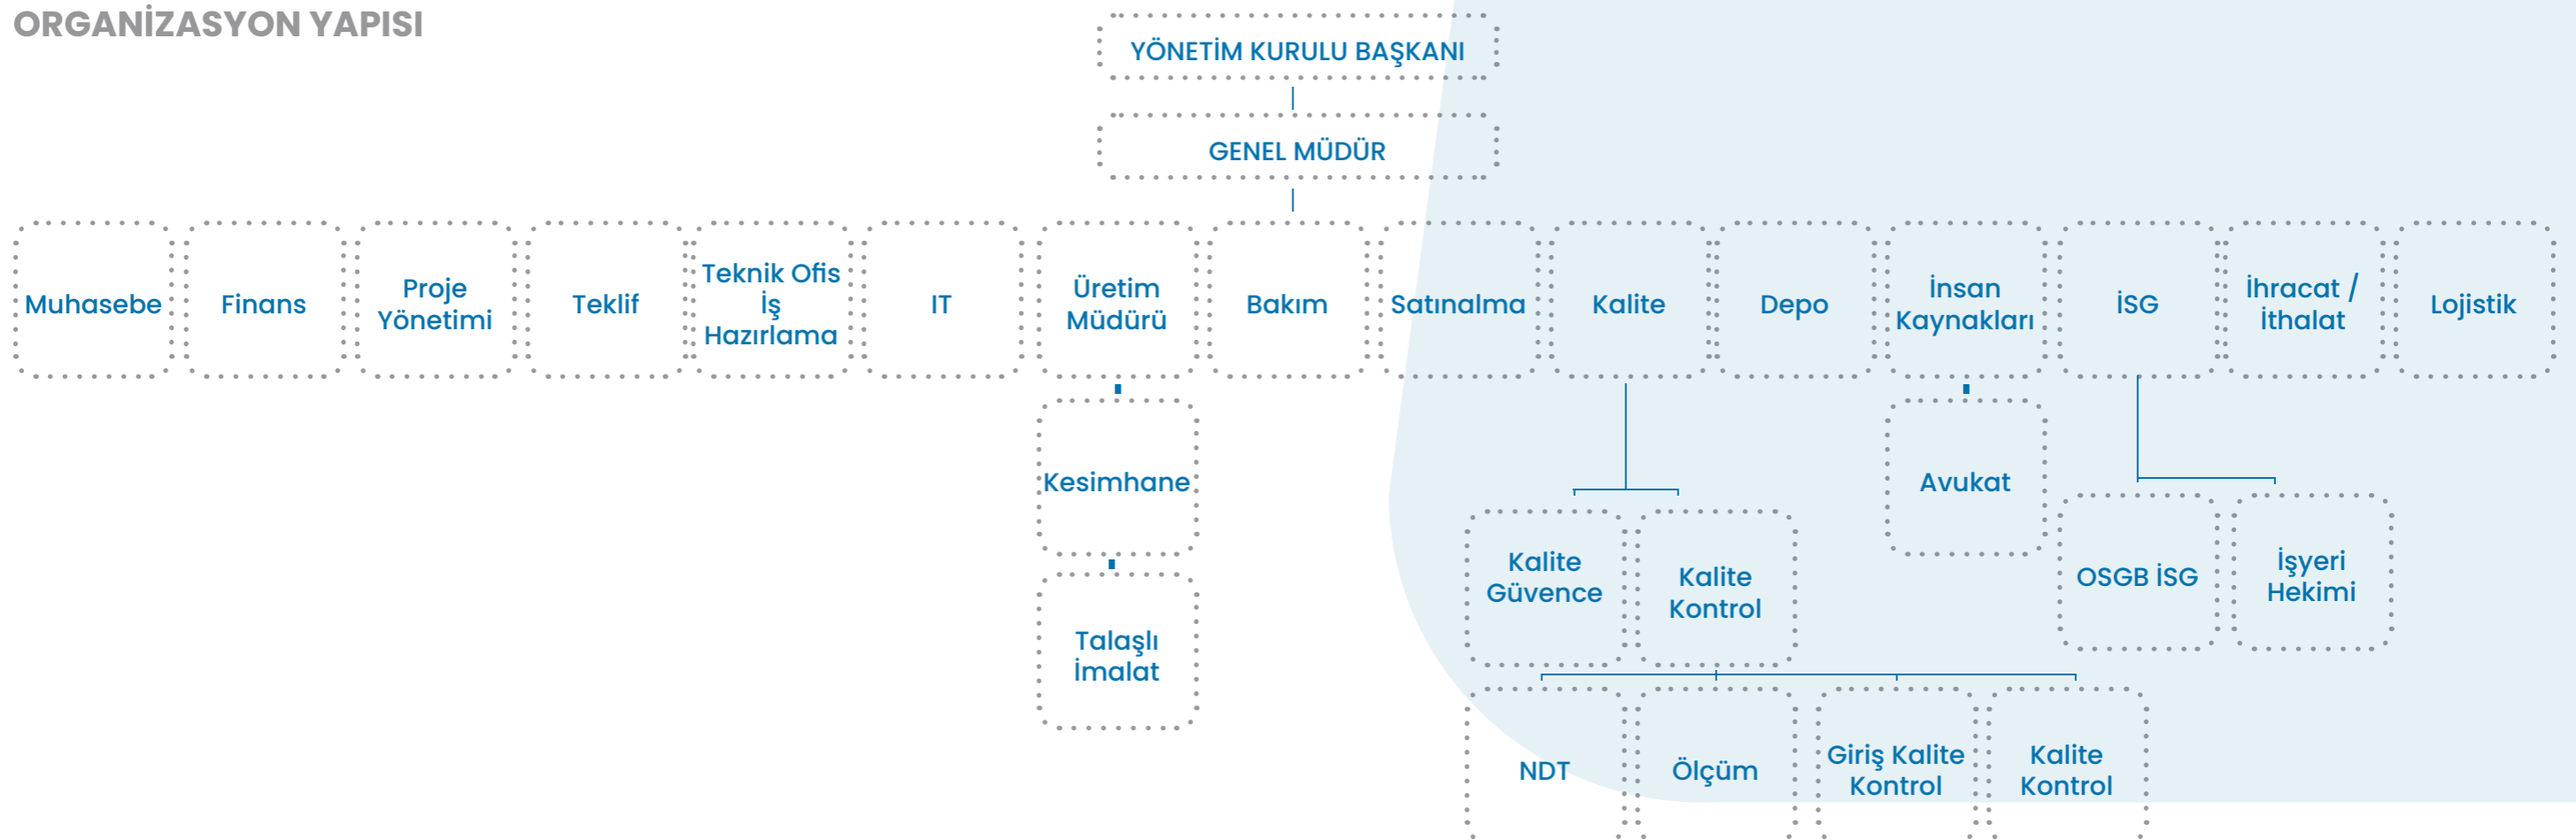 ORGANİZASYON YAPISI
YÖNETİM KURULU BAŞKANI
GENEL MÜDÜR
Muhasebe
Finans
Proje
Yönetimi
Teklif
Teknik Ofis
İş
Hazırlama
IT
Üretim
Müdürü
Bakım
Satınalma
Kalite
Depo
İnsan
Kaynakları
İSG
İhracat /
İthalat
Lojistik
Kesimhane
Avukat
Kalite
Güvence
Kalite
Kontrol
OSGB İSG
İşyeri
Hekimi
Talaşlı
İmalat
NDT
Ölçüm
Giriş Kalite
Kontrol
Kalite
Kontrol